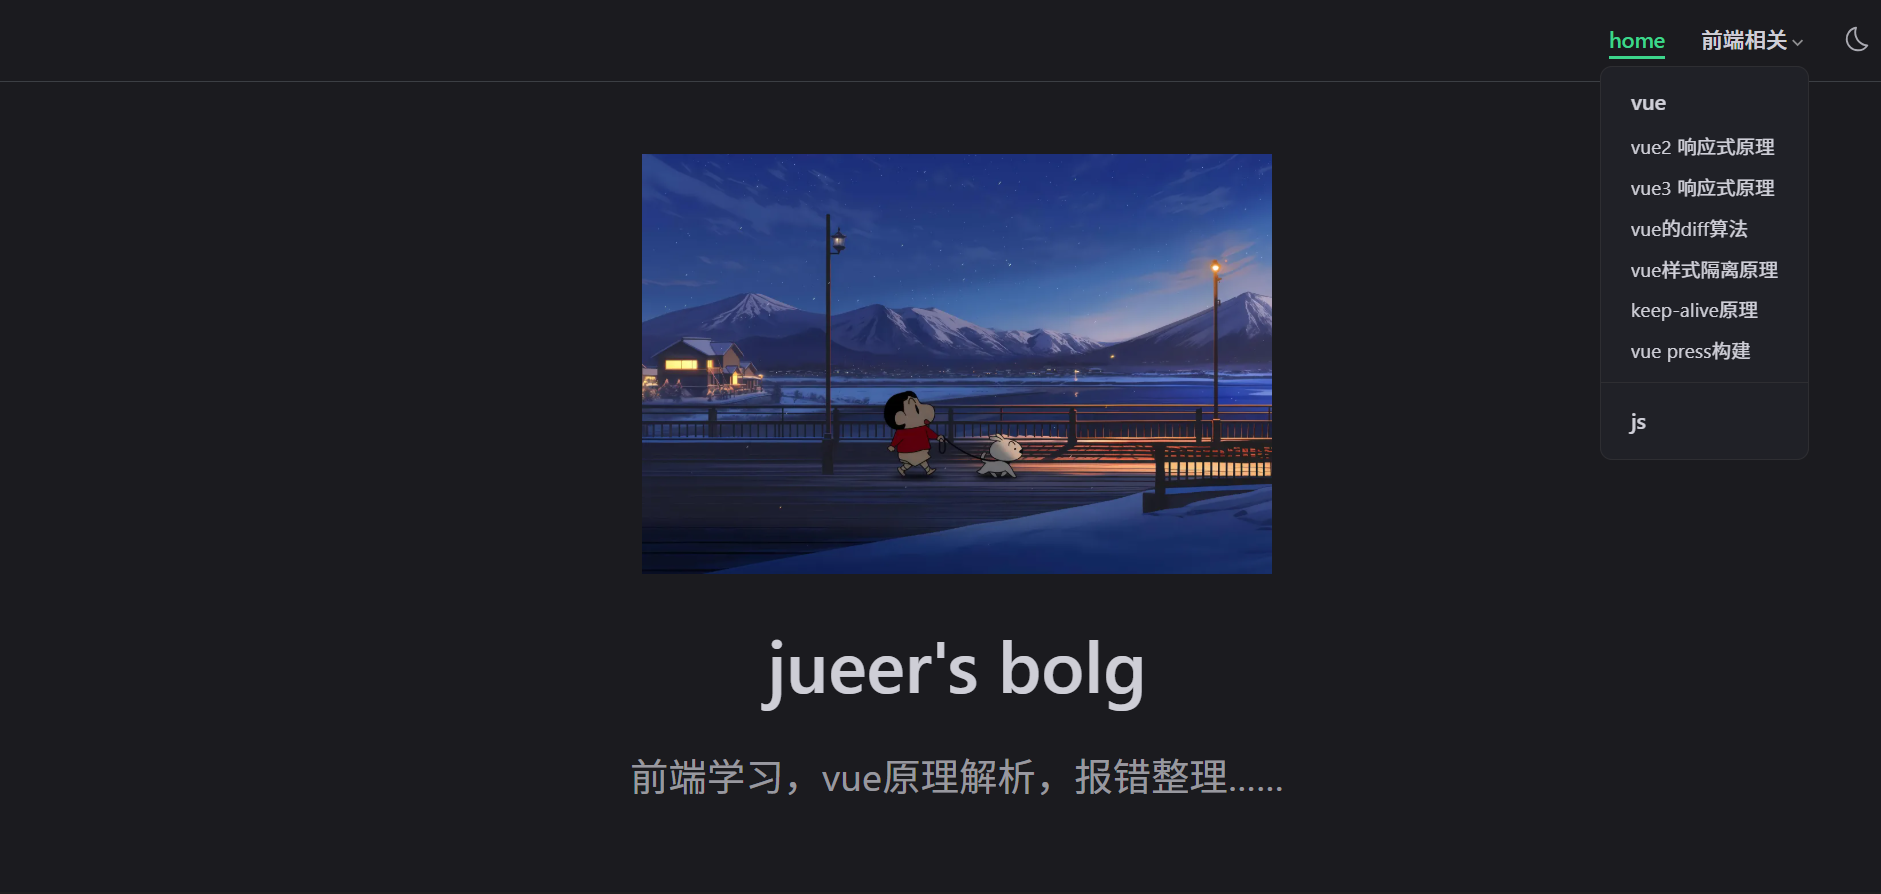 home 前端相关
vue
vue2 响应式原理
vue3 响应式原理
vue的diff算法
vue样式隔离原理
keep-alive原理
vue press构建
js
jueer's bolg
前端学习，vue原理解析，报错整理......